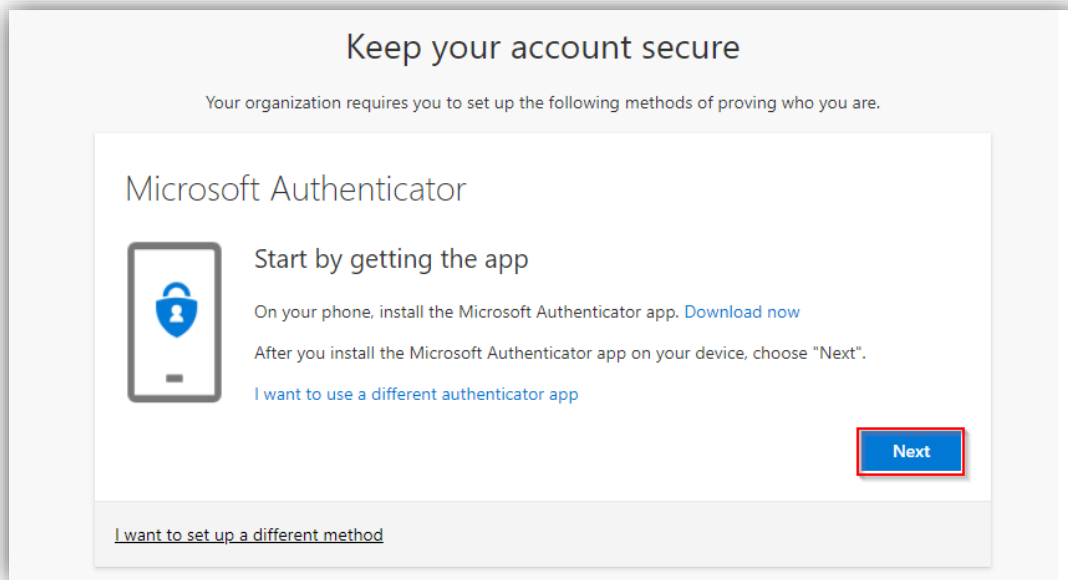 Keep your account secure
Your organization requires you to set up the following methods of proving who you are.
Microsoft Authenticator
Start by getting the app
On your phone, install the Microsoft Authenticator app. Download now
After you install the Microsoft Authenticator app on your device, choose "Next".
I want to use a different authenticator app
Next
I want to set up a different method